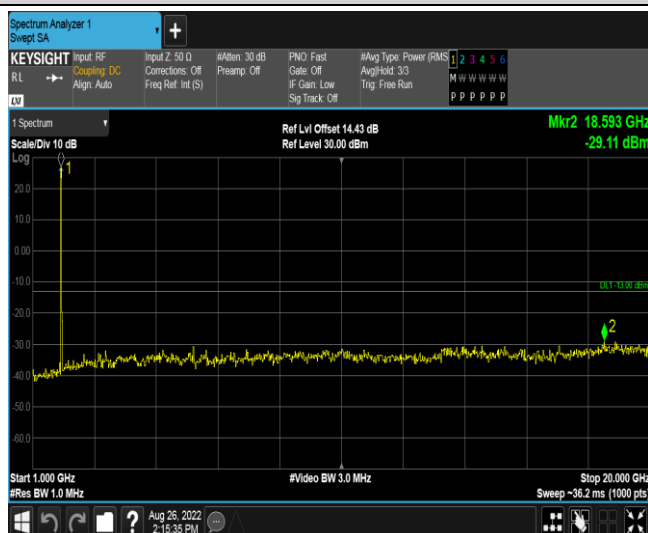 Spectrum Analyzer 1
Swept SA
KEYSIGHT
RL
LXI
Input: RF
Coupling: DC
Align: Auto
Input Z: 50 Ω
Corrections: Off
Freq Ref: Int (S)
#Atten: 30 dB
Preamp: Off
PNO: Fast
Gate: Off
IF Gain: Low
Sig Track: Off
#Avg Type: Power (RMS
Avg|Hold: 3/3
Trig: Free Run
1 2 3 4 5 6
M W W W W W
P P P P P P
1 Spectrum
Scale/Div 10 dB
Ref Lvl Offset 14.43 dB
Ref Level 30.00 dBm
Mkr2 18.593 GHz
-29.11 dBm
Log
1
20.0
10.0
0.00
-10.0
DL1 -13.00 dBm
-20.0
2
-30.0
-40.0
-50.0
-60.0
Start 1.000 GHz
#Video BW 3.0 MHz
Stop 20.000 GHz
#Res BW 1.0 MHz
Sweep ~36.2 ms (1000 pts)
?
Aug 26, 2022
2:15:35 PM